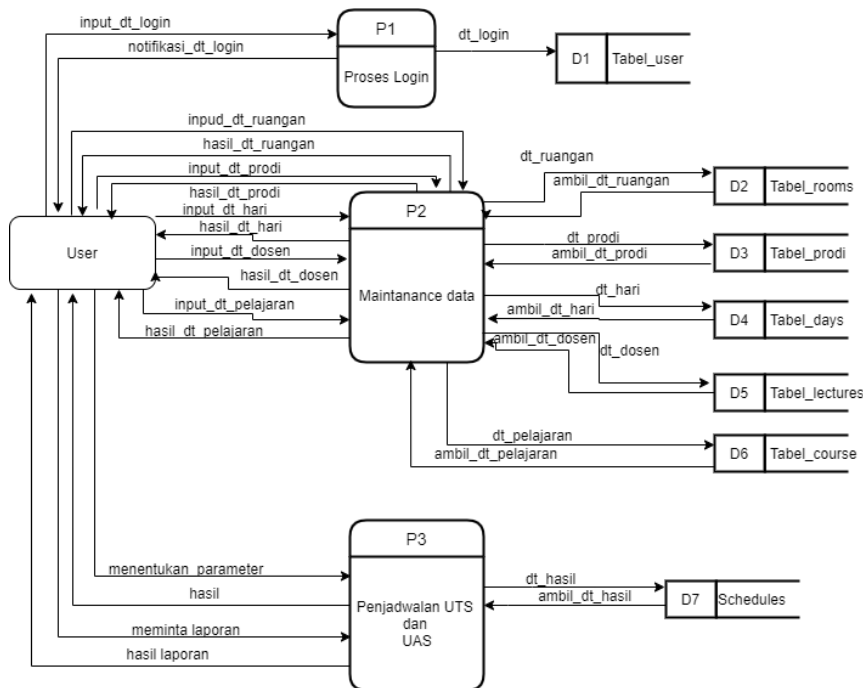 input_dt_login
P1
notifikasi_dt_login
dt_login
Proses Login
D1
Tabel_user
inpud_dt_ruangan
hasil_dt_ruangan
input_dt_prodi
hasil_dt_prodi
input_dt_hari
hasil_dt_hari
input_dt_dosen
hasil_dt_dosen
input_dt_pelajaran
hasil_dt_pelajaran
User
P2
Maintanance data
dt_ruangan
ambil_dt_ruangan
D2
Tabel_rooms
dt_prodi
ambil_dt_prodi
D3
Tabel_prodi
dt_hari
ambil_dt_hari
D4
Tabel_days
ambil_dt_dosen
dt_dosen
D5
Tabel_lectures
dt_pelajaran
ambil_dt_pelajaran
D6
Tabel_course
P3
Penjadwalan UTS
dan
UAS
menentukan_parameter
hasil
meminta laporan
hasil laporan
dt_hasil
ambil_dt_hasil
D7
Schedules